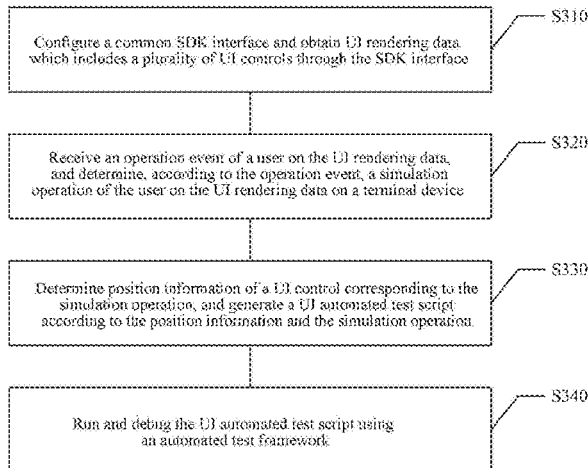 S310
Configure a common SDK interface and obtain UI rendering data
which includes a plurality of UI controls through the SDK interface
S320
Receive an operation event of a user on the UI rendering data,
and determine, according to the operation event, a simulation
operation of the user on the UI rendering data on a terminal device
S330
Determine position information of a UI control corresponding to the
simulation operation, and generate a UI automated test script
according to the position information and the simulation operation
S340
Run and debug the UI automated test script using
an automated test framework